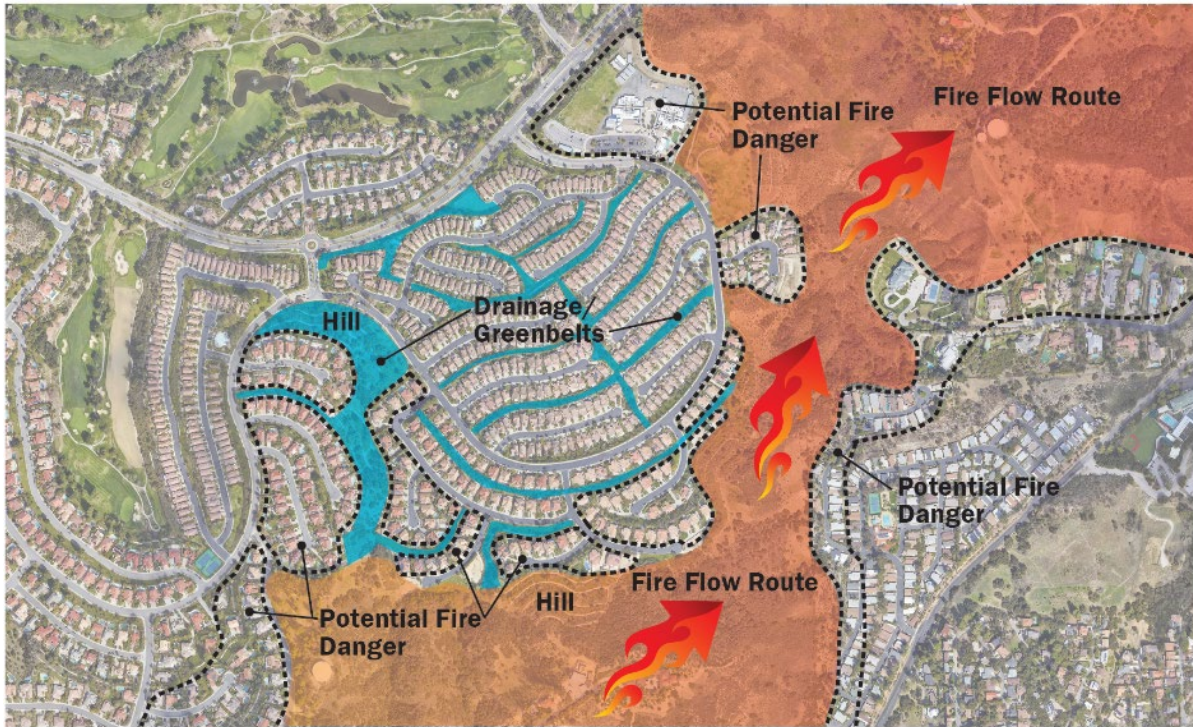 Fire Flow Route
Potential Fire
Danger
Drainage
Greenbelts
Hill
Potential Fire
Danger
Fire Flow Route
Hill
Potential Fire
Danger